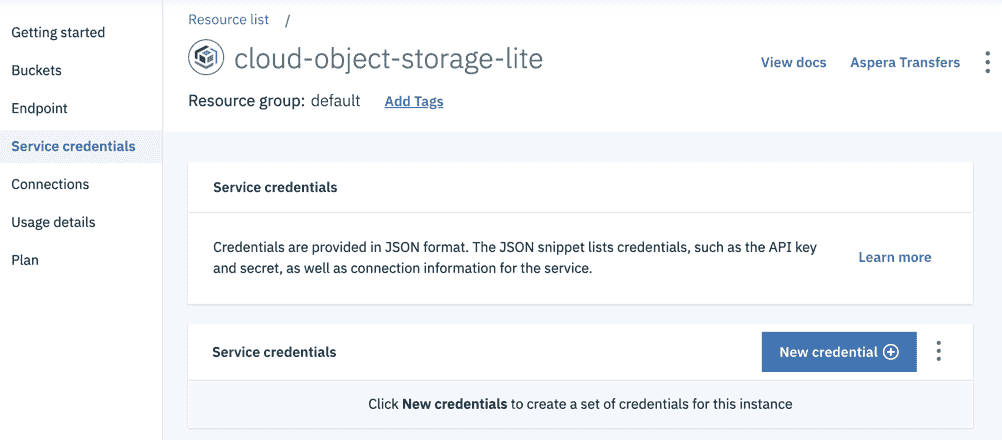 Getting started
Buckets
Endpoint
Service credentials
Connections
Usage details
Plan
Resource list /
cloud-object-storage-lite
View docs Aspera Transfers
Resource group: default Add Tags
Service credentials
Credentials are provided in JSON format. The JSON snippet lists credentials, such as the API key
and secret, as well as connection information for the service.
Learn more
Service credentials
New credential
Click New credentials to create a set of credentials for this instance